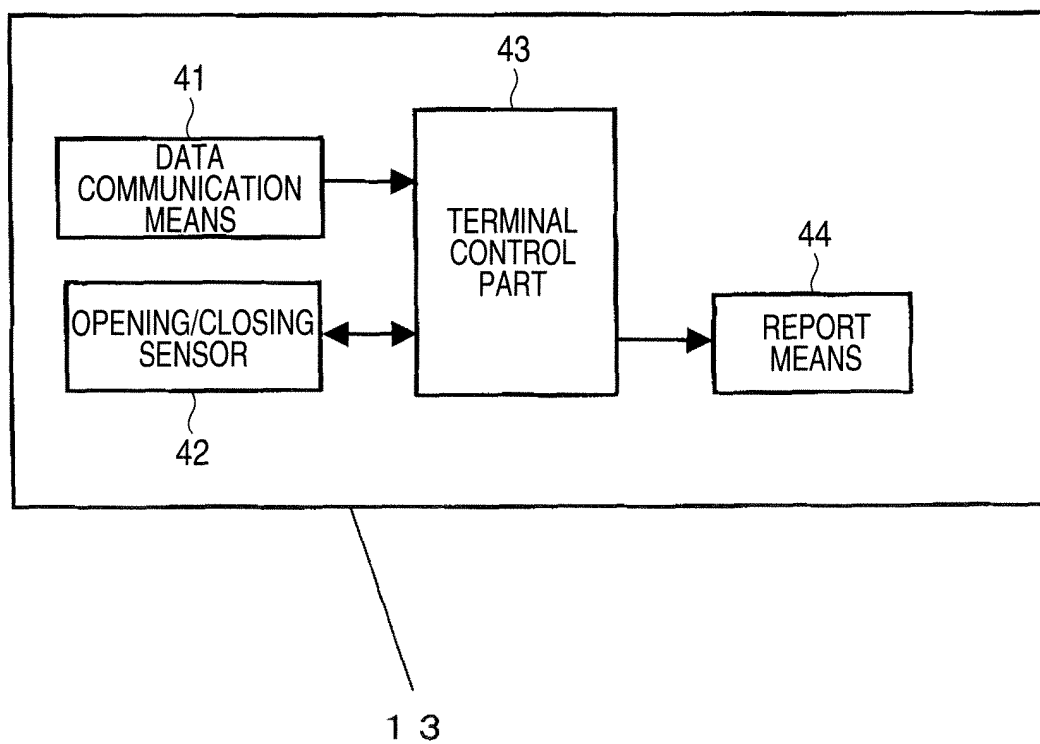 41
DATA
COMMUNICATION
MEANS
43
TERMINAL
CONTROL
PART
OPENING/CLOSING
SENSOR
42
44
REPORT
MEANS
13